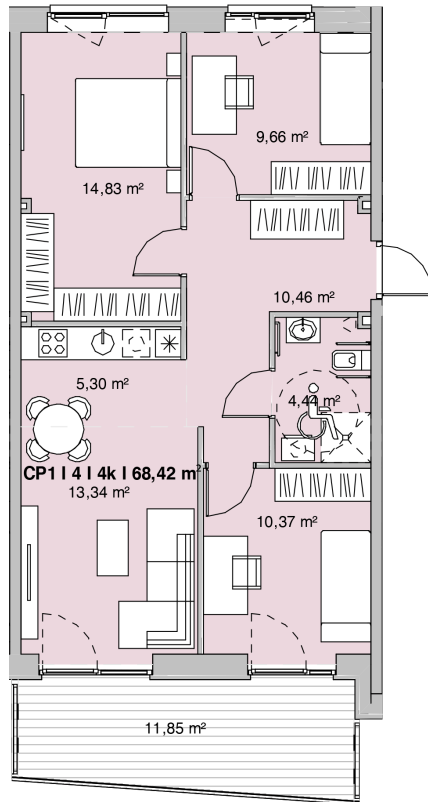 9,66 m²
14,83 m²
10,46 m²
5,30 m²
4,44 m²
CP1 I 4 I 4k I 68,42 m²
13,34 m²
10,37 m²
11,85 m²